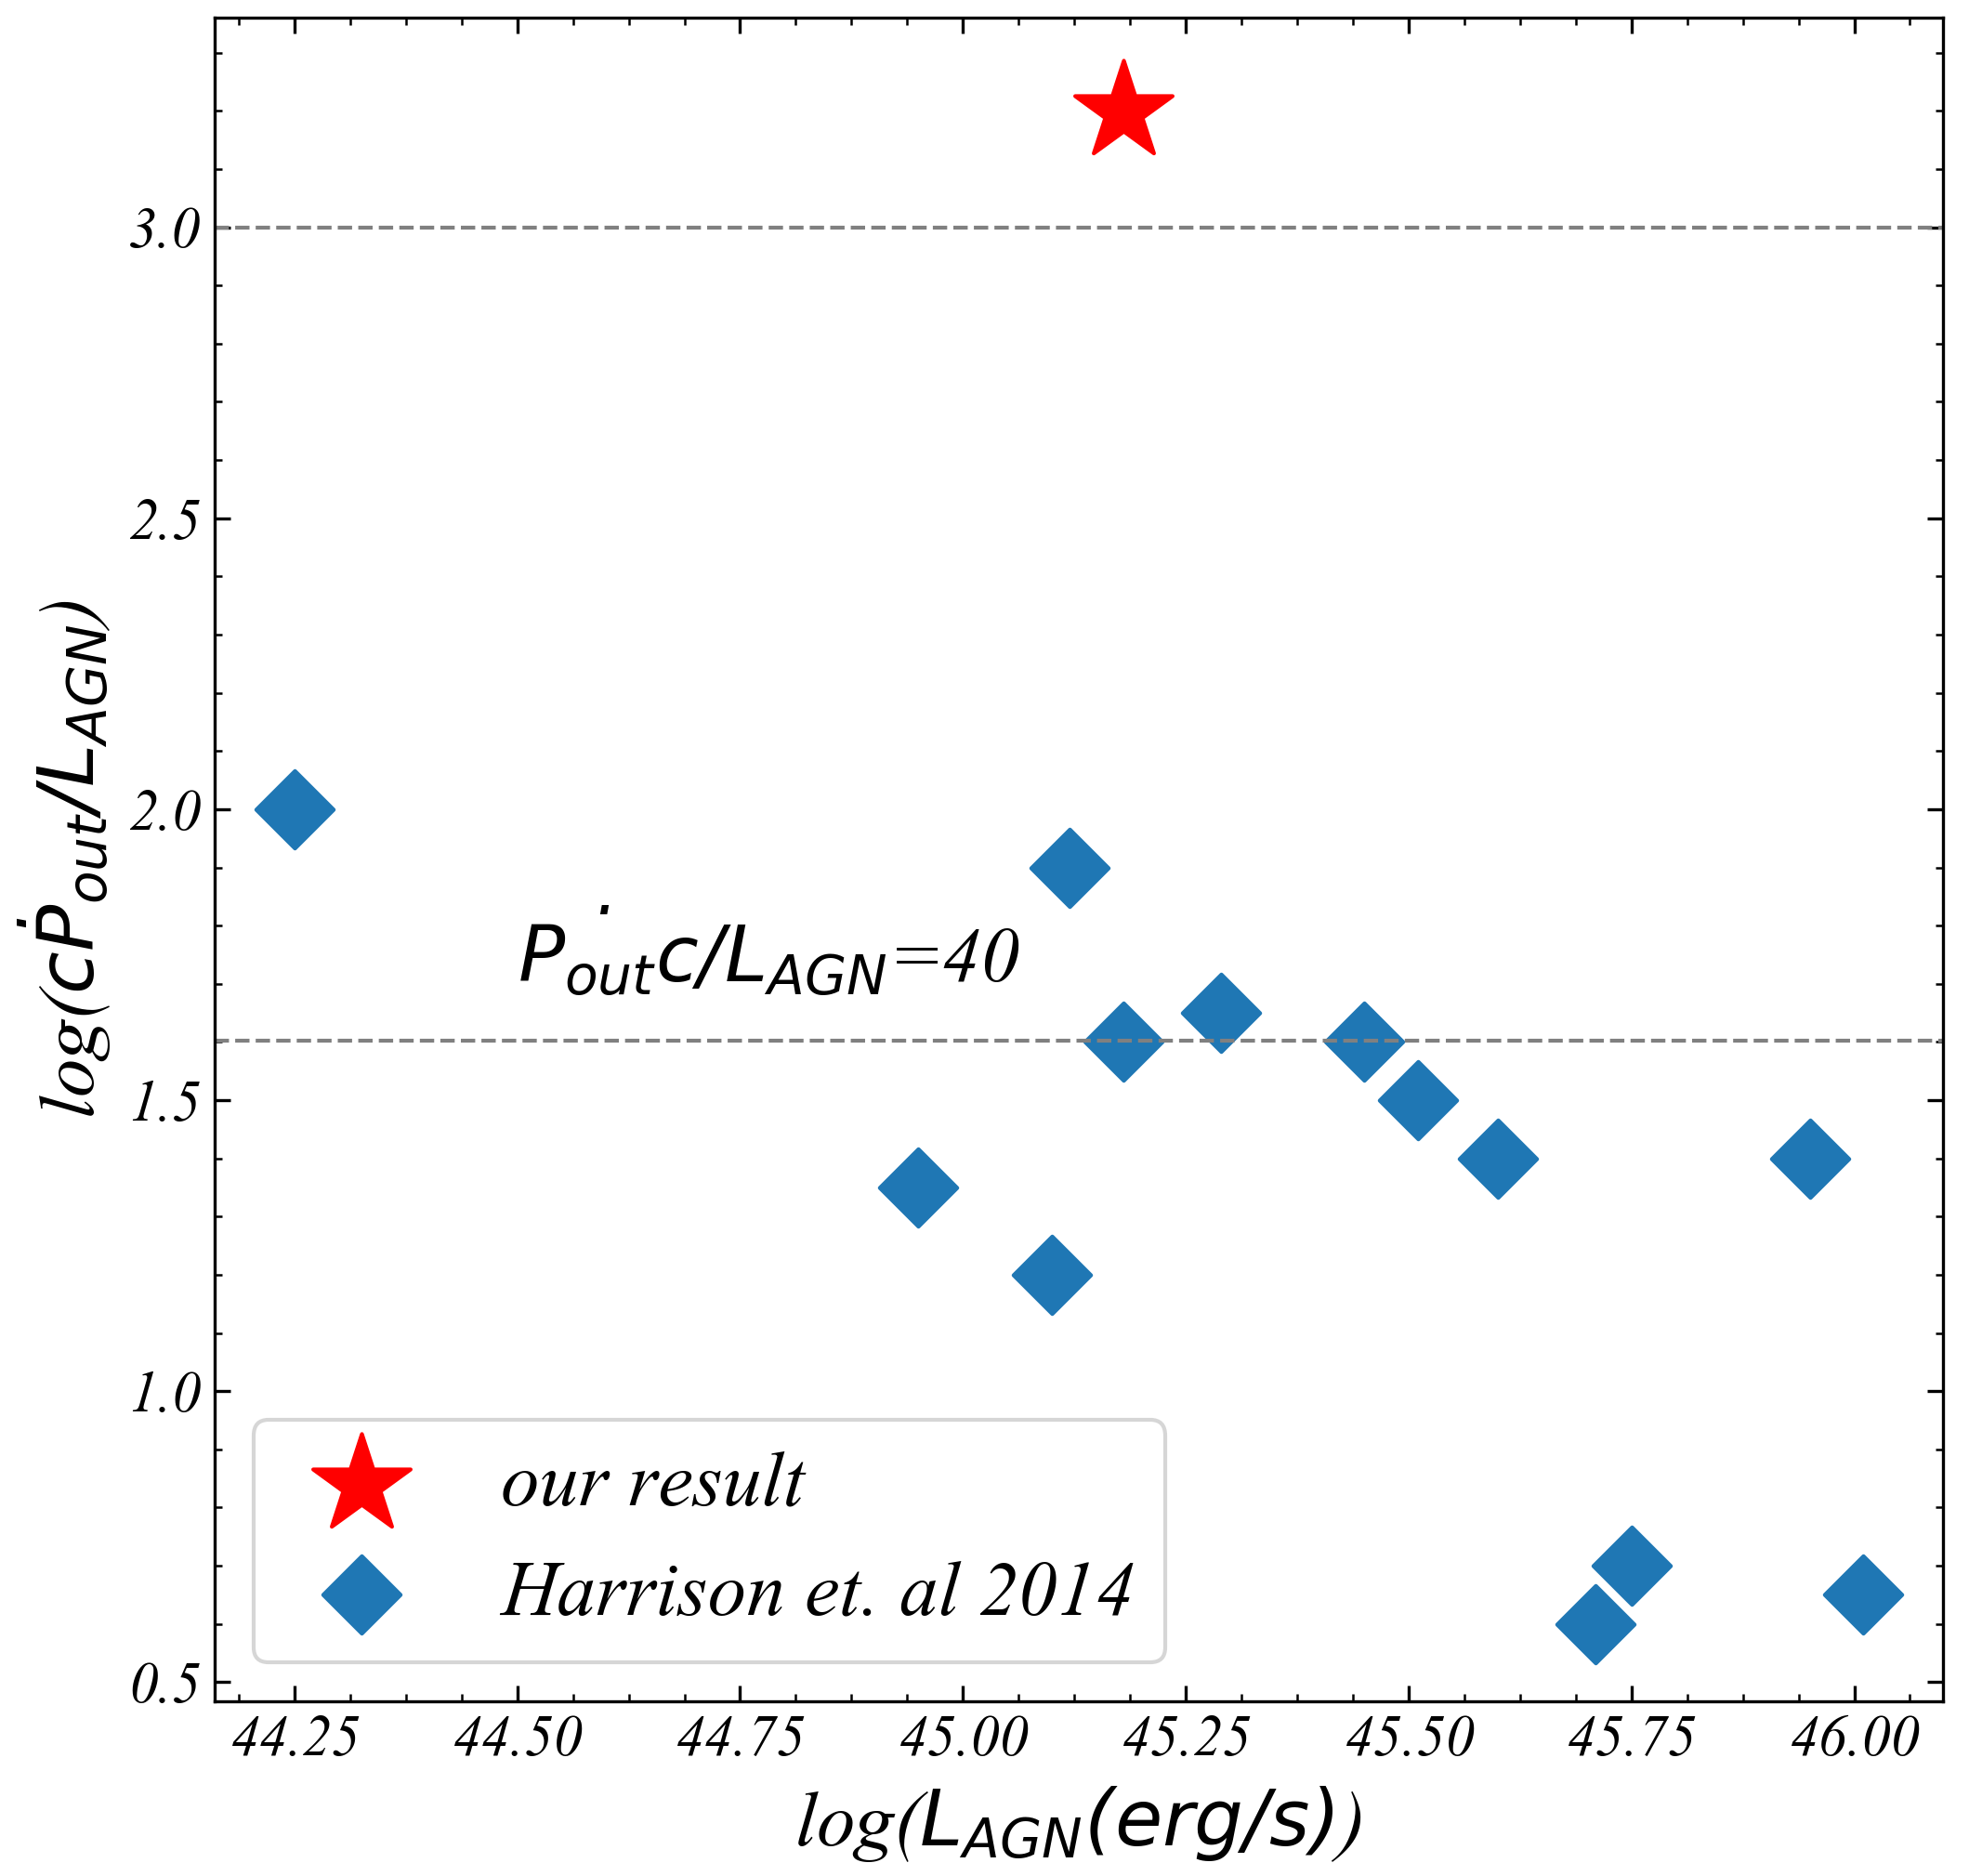 3.0
2.5
2.0
1.5
1.0
0.5
log(cṖout/LAGN)
Ṗoutc/LAGN=40
our result
Harrison et. al 2014
44.25 44.50 44.75 45.00 45.25 45.50 45.75 46.00
log(LAGN(erg/s))